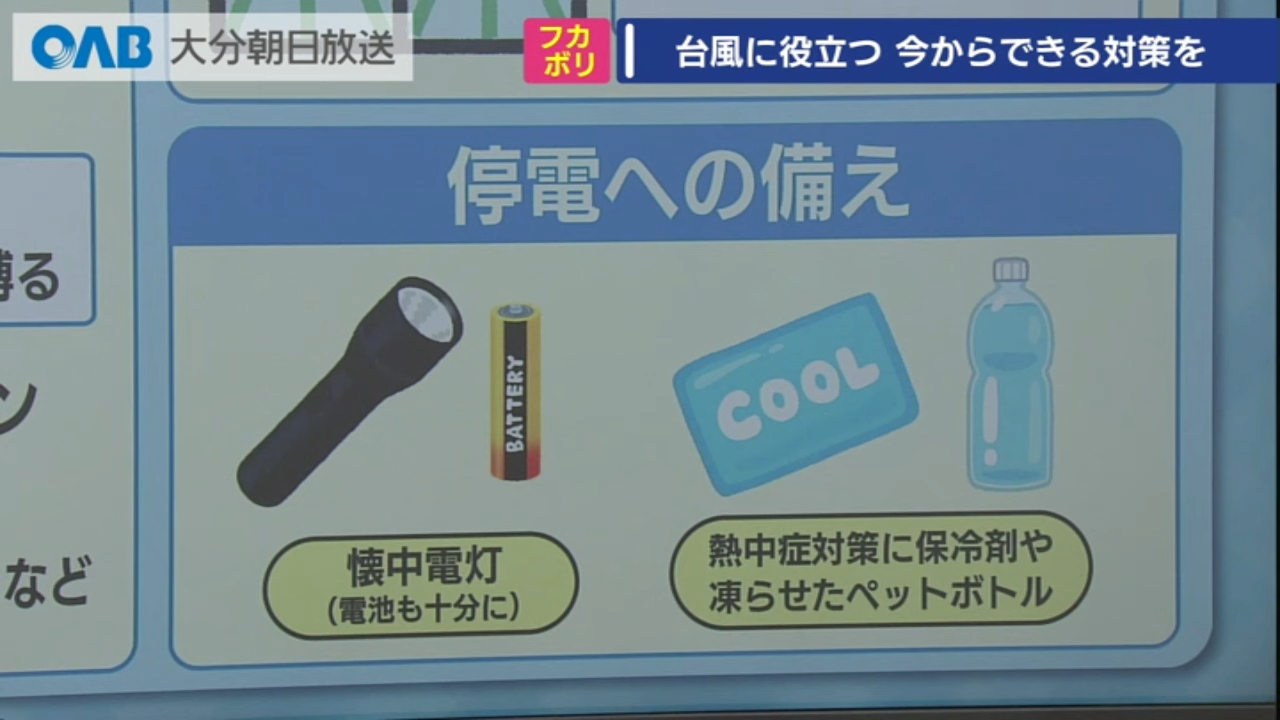 OAB 大分朝日放送
フカボリ
台風に役立つ 今からできる対策を
停電への備え
BATTERY
COOL
懐中電灯
(電池も十分に)
熱中症対策に保冷剤や
凍らせたペットボトル
る
ン
など